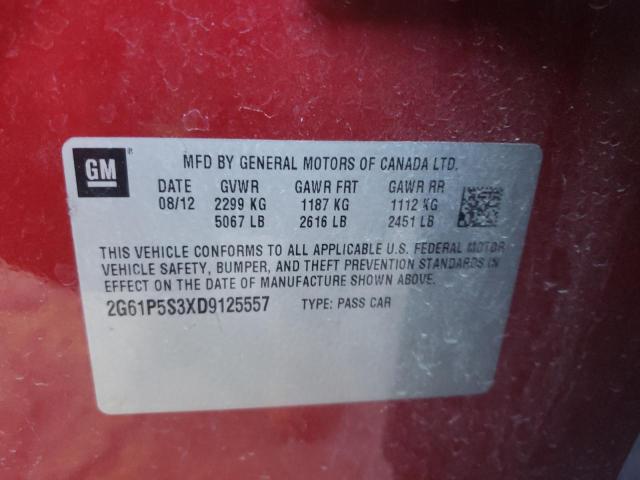 GM
MFD BY GENERAL MOTORS OF CANADA LTD.
DATE GVWR GAWR FRT GAWR RR
08/12 2299 KG 1187 KG 1112 KG
5067 LB 2616 LB 2451 LB
THIS VEHICLE CONFORMS TO ALL APPLICABLE U.S. FEDERAL MOTOR
VEHICLE SAFETY, BUMPER, AND THEFT PREVENTION STANDARDS IN
EFFECT ON THE DATE OF MANUFACTURE SHOWN ABOVE.
2G61P5S3XD9125557 TYPE: PASS CAR